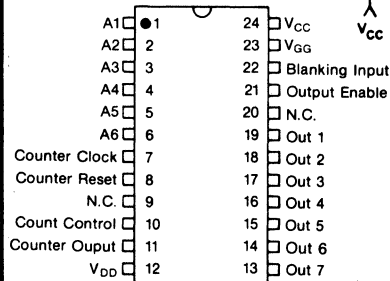 A1 1 24 VCC
VCC
A2 2 23 VGG
A3 3 22 Blanking Input
A4 4 21 Output Enable
A5 5 20 N.C.
A6 6 19 Out 1
Counter Clock 7 18 Out 2
Counter Reset 8 17 Out 3
N.C. 9 16 Out 4
Count Control 10 15 Out 5
Counter Ouput 11 14 Out 6
VDD 12 13 Out 7